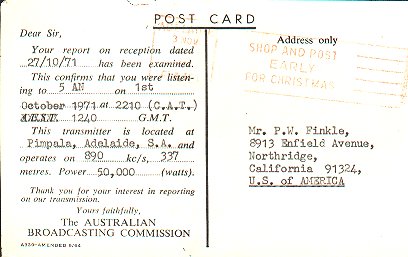 POST CARD
Dear Sir,
Your report on reception dated
27/10/71 has been examined.
This confirms that you were listen-
ing to 5 AN on 1st
October 1971 at 2210 (C.A.T.)
A.E.S.T. 1240 G.M.T.
This transmitter is located at
Pimpala, Adelaide, S.A. and
operates on 890 kc/s, 337
metres. Power 50,000 (watts).
Thank you for your interest in reporting
on our transmission.
Yours faithfully,
The AUSTRALIAN
BROADCASTING COMMISSION
A939-AMENDED 6/64
SHOP AND POST
EARLY
FOR CHRISTMAS
Address only
Mr. P.W. Finkle,
8913 Enfield Avenue,
Northridge,
California 91324,
U.S. of AMERICA